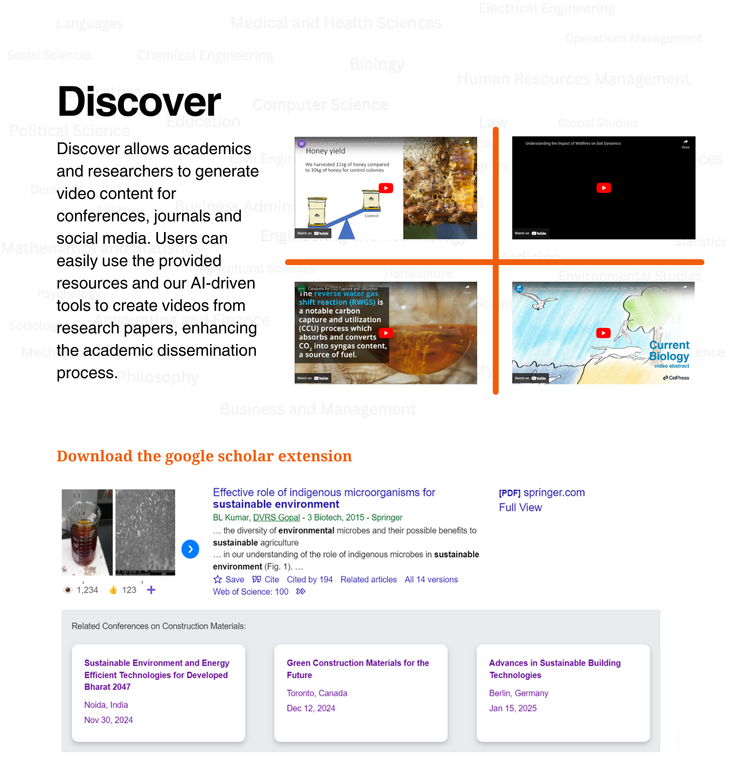 Electrical Engineering
Medical and Health Sciences
Languages
Operations Management
Social Sciences
Chemical Engineering
Biology
Human Resources Management
Computer Science
Discover
Education
Law
Global Studies
Political Science
Discover allows academics
and researchers to generate
video content for
conferences, journals and
social media. Users can
easily use the provided
resources and our AI-driven
tools to create videos from
research papers, enhancing
the academic dissemination
process.
Honey yield
We harvested 11kg of honey compared
to 30kg of honey for control colonies
Control
Watch on YouTube
Understanding the Impact of Wildfires on Soil Dynamics
Share
Watch on YouTube
Statistics
Agricultural Sciences
Horticulture
Environmental Studies
The reverse water gas
shift reaction (RWGS) is
a notable carbon
capture and utilization
(CCU) process which
absorbs and converts
CO2 into syngas content,
a source of fuel.
Watch on YouTube
Current
Biology
video abstract
CellPress
Watch on YouTube
Accounting and Finance
Philosophy
Business and Management
Download the google scholar extension
Effective role of indigenous microorganisms for
sustainable environment
BL Kumar, DVRS Gopal - 3 Biotech, 2015 - Springer
… the diversity of environmental microbes and their possible benefits to
sustainable agriculture
… in our understanding of the role of indigenous microbes in sustainable
environment (Fig. 1). …
Save Cite Cited by 194 Related articles All 14 versions
Web of Science: 100
[PDF] springer.com
Full View
1,234 123
Related Conferences on Construction Materials:
Sustainable Environment and Energy
Efficient Technologies for Developed
Bharat 2047
Noida, India
Nov 30, 2024
Green Construction Materials for the
Future
Toronto, Canada
Dec 12, 2024
Advances in Sustainable Building
Technologies
Berlin, Germany
Jan 15, 2025